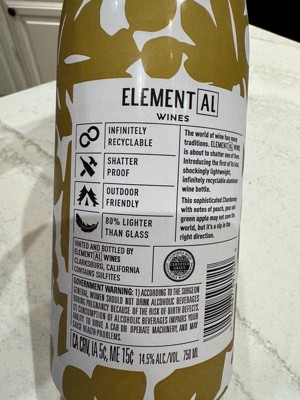 ELEMENT[AL]
WINES
INFINITELY
RECYCLABLE
SHATTER
PROOF
OUTDOOR
FRIENDLY
80% LIGHTER
THAN GLASS
The world of wine has many
traditions. ELEMENT[AL] WINES
is about to shatter one of them.
Introducing the first of its kind,
shockingly lightweight,
infinitely recyclable aluminum
wine bottle.
This sophisticated Chardonnay
with notes of peach, pear and
green apple may not save the
world, but it's a sip in the
right direction.
VINTED AND BOTTLED BY
ELEMENT[AL] WINES
CLARKSBURG, CALIFORNIA
CONTAINS SULFITES
GOVERNMENT WARNING: 1) ACCORDING TO THE SURGEON
GENERAL, WOMEN SHOULD NOT DRINK ALCOHOLIC BEVERAGES
DURING PREGNANCY BECAUSE OF THE RISK OF BIRTH DEFECTS.
2) CONSUMPTION OF ALCOHOLIC BEVERAGES IMPAIRS YOUR
ABILITY TO DRIVE A CAR OR OPERATE MACHINERY, AND MAY
CAUSE HEALTH PROBLEMS.
CA CRV, IA 5¢, ME 15¢ 14.5% ALC./VOL. 750 ML